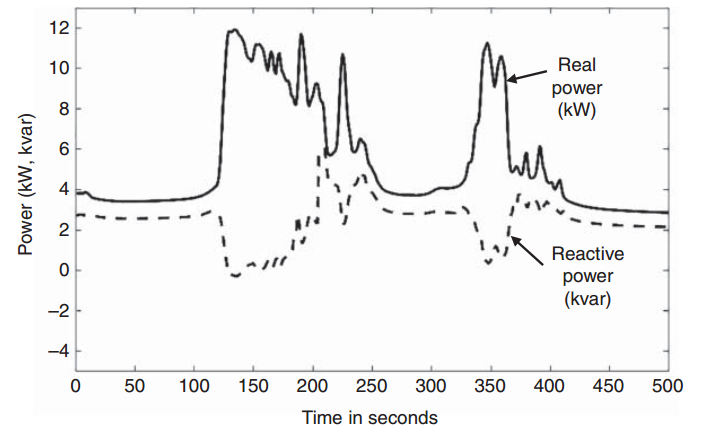 12
10
8
6
4
2
0
−2
−4
Power (kW, kvar)
Real
power
(kW)
Reactive
power
(kvar)
0
50
100
150
200
250
300
350
400
450
500
Time in seconds